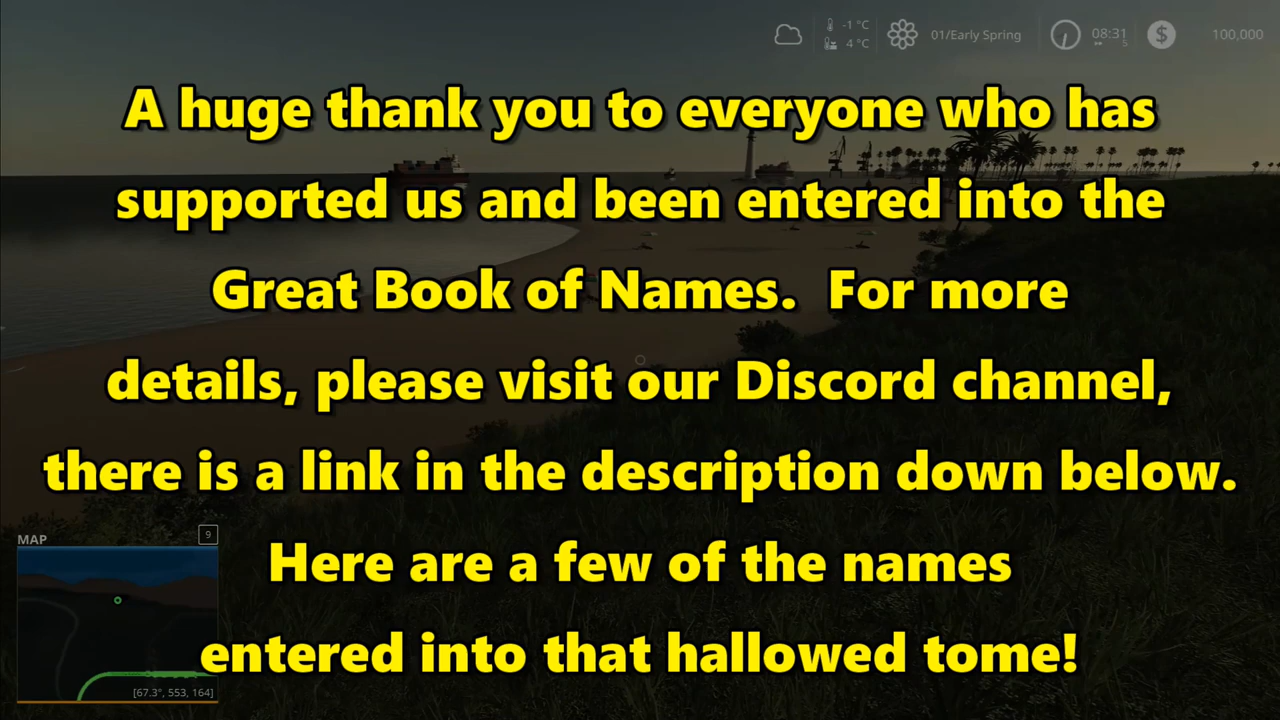 -1 °C
4 °C
01/Early Spring
08:31
5
100,000
A huge thank you to everyone who has
supported us and been entered into the
Great Book of Names.  For more
details, please visit our Discord channel,
there is a link in the description down below.
Here are a few of the names
entered into that hallowed tome!
MAP
9
[67.3°, 553, 164]